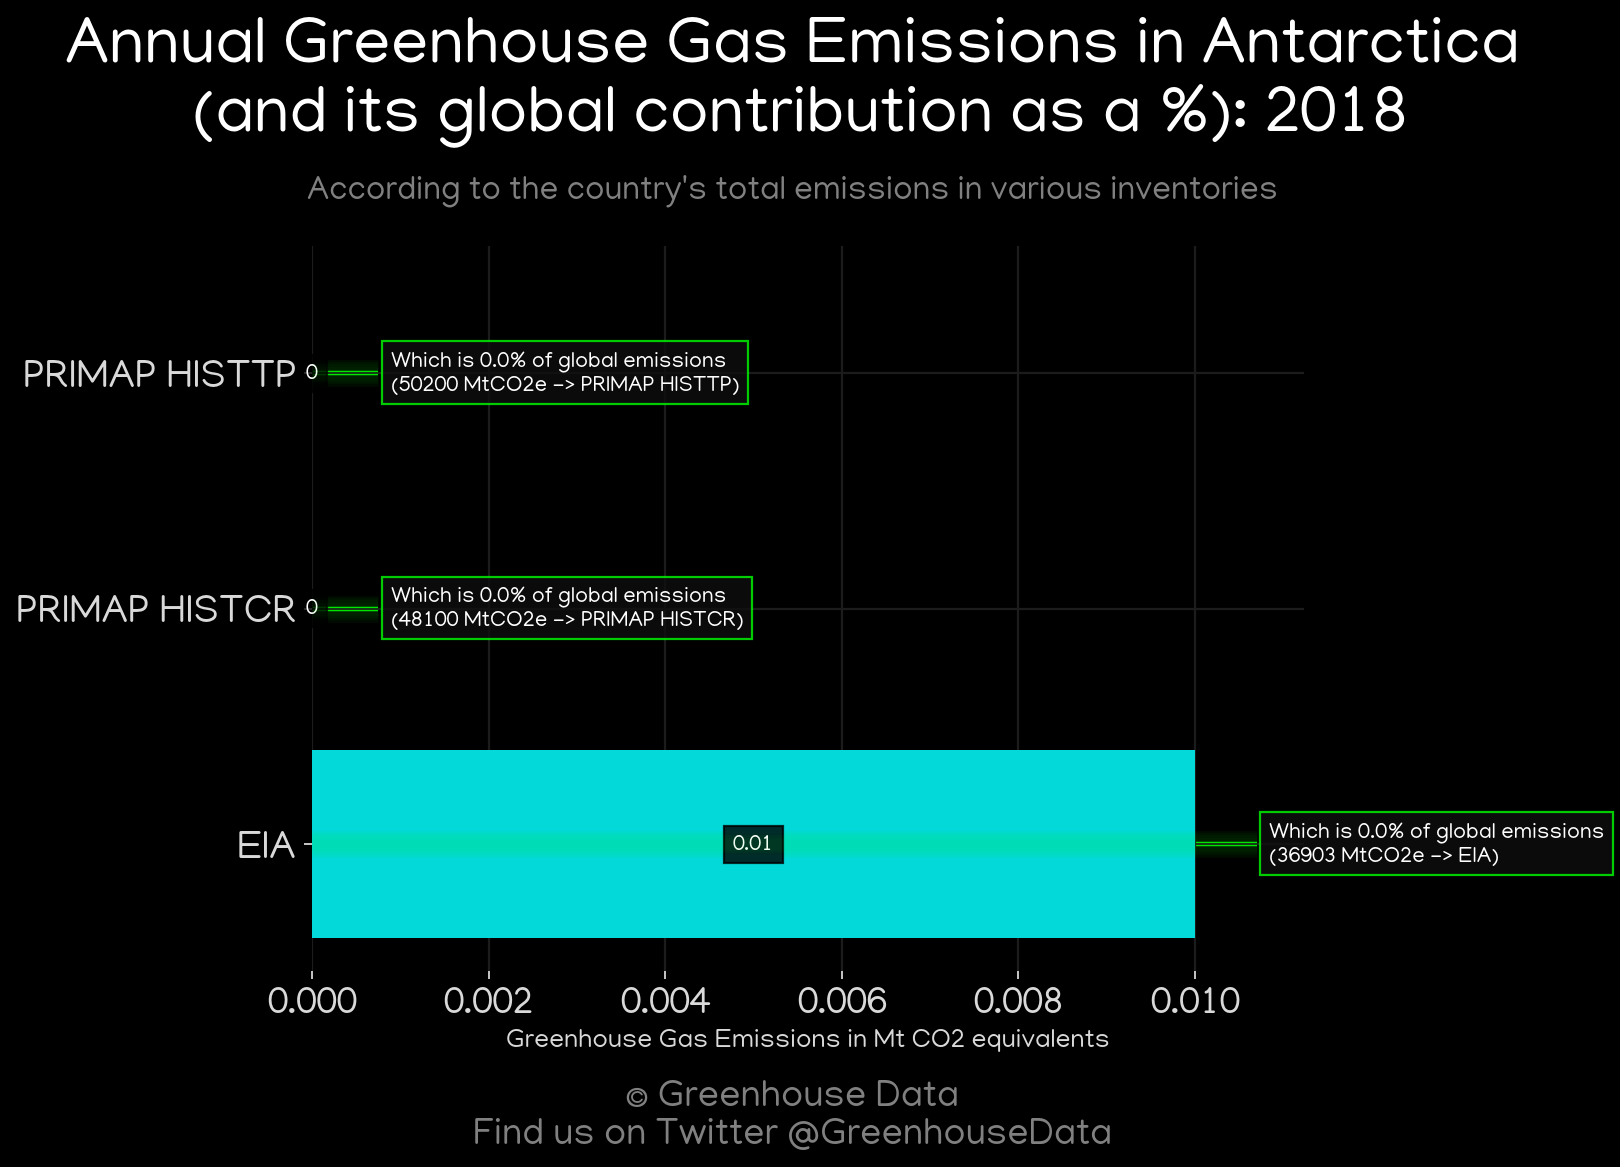 Annual Greenhouse Gas Emissions in Antarctica
(and its global contribution as a %): 2018
According to the country's total emissions in various inventories
PRIMAP HISTTP
0
Which is 0.0% of global emissions
(50200 MtCO2e -> PRIMAP HISTTP)
PRIMAP HISTCR
0
Which is 0.0% of global emissions
(48100 MtCO2e -> PRIMAP HISTCR)
EIA
0.01
Which is 0.0% of global emissions
(36903 MtCO2e -> EIA)
0.000 0.002 0.004 0.006 0.008 0.010
Greenhouse Gas Emissions in Mt CO2 equivalents
© Greenhouse Data
Find us on Twitter @GreenhouseData